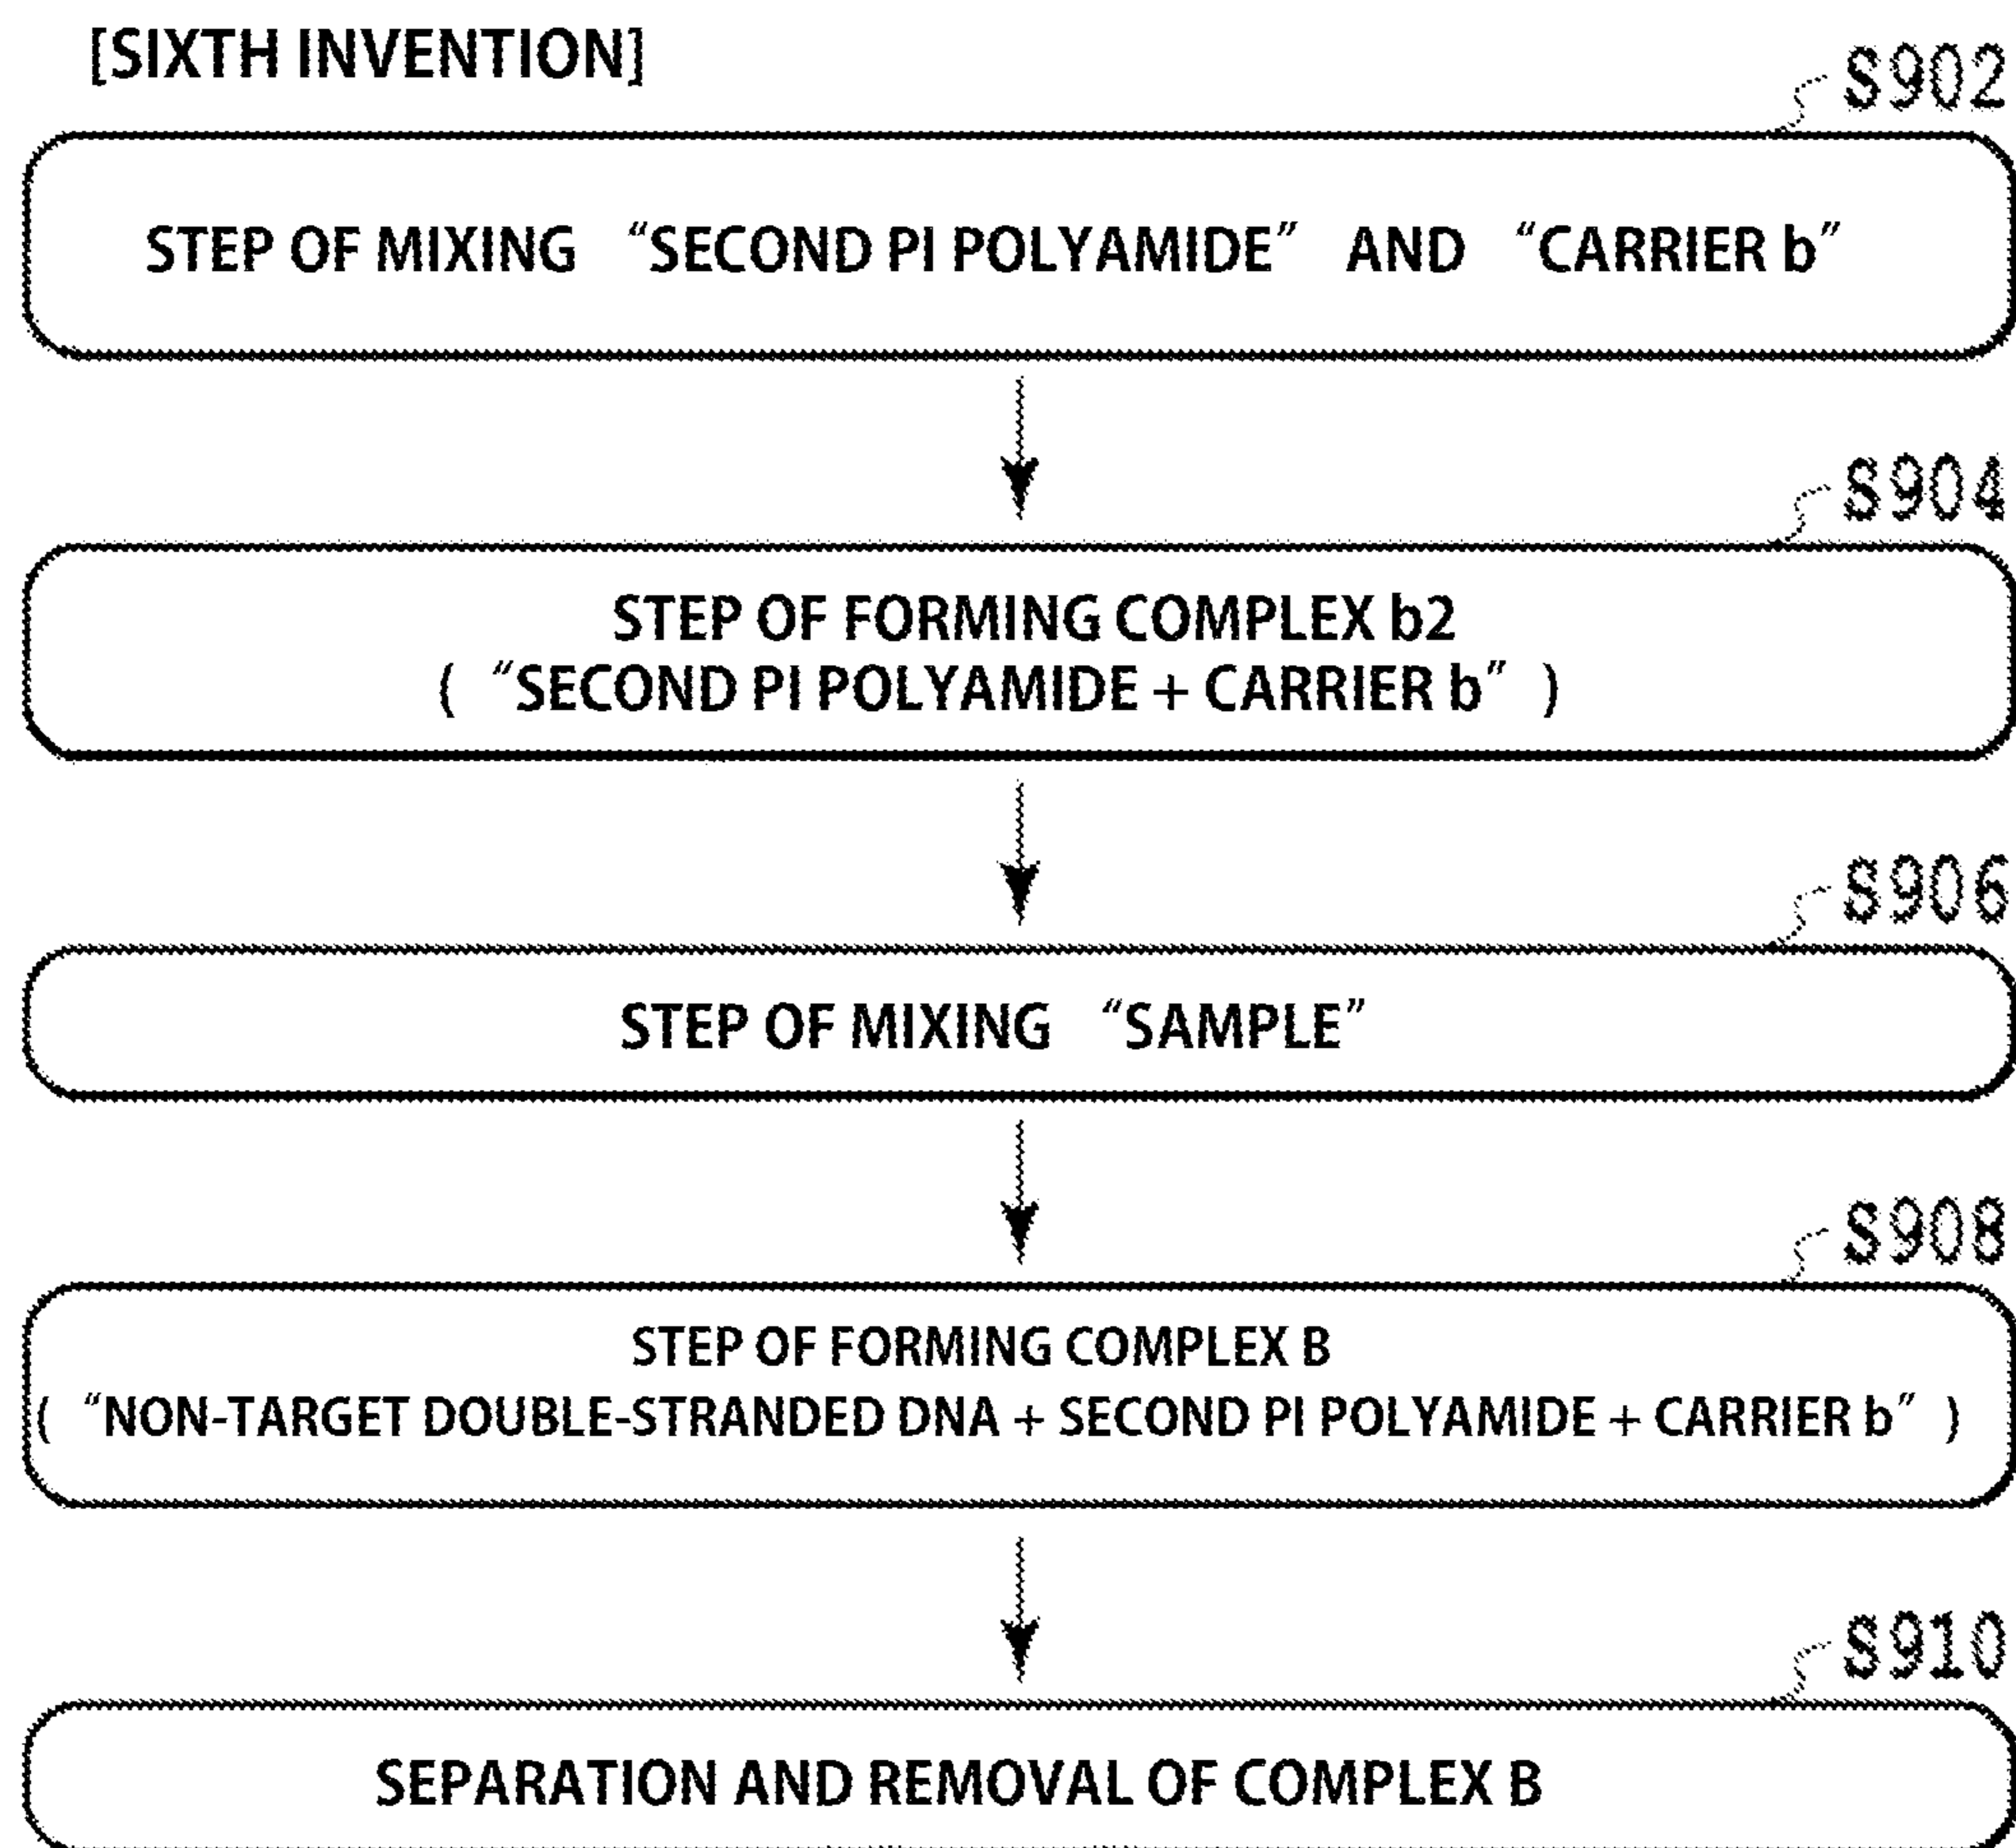 [SIXTH INVENTION]
S902
STEP OF MIXING “SECOND PI POLYAMIDE” AND “CARRIER b”
S904
STEP OF FORMING COMPLEX b2
( “SECOND PI POLYAMIDE + CARRIER b” )
S906
STEP OF MIXING “SAMPLE”
S908
STEP OF FORMING COMPLEX B
( “NON-TARGET DOUBLE-STRANDED DNA + SECOND PI POLYAMIDE + CARRIER b” )
S910
SEPARATION AND REMOVAL OF COMPLEX B